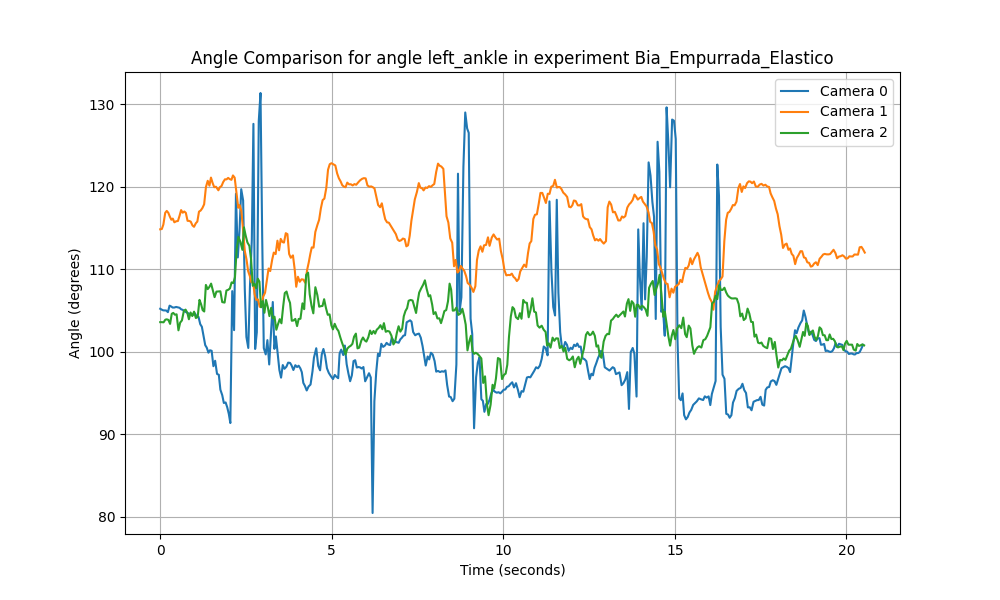 Angle Comparison for angle left_ankle in experiment Bia_Empurrada_Elastico
Camera 0
Camera 1
Camera 2
130
120
110
100
90
80
Angle (degrees)
0 5 10 15 20
Time (seconds)